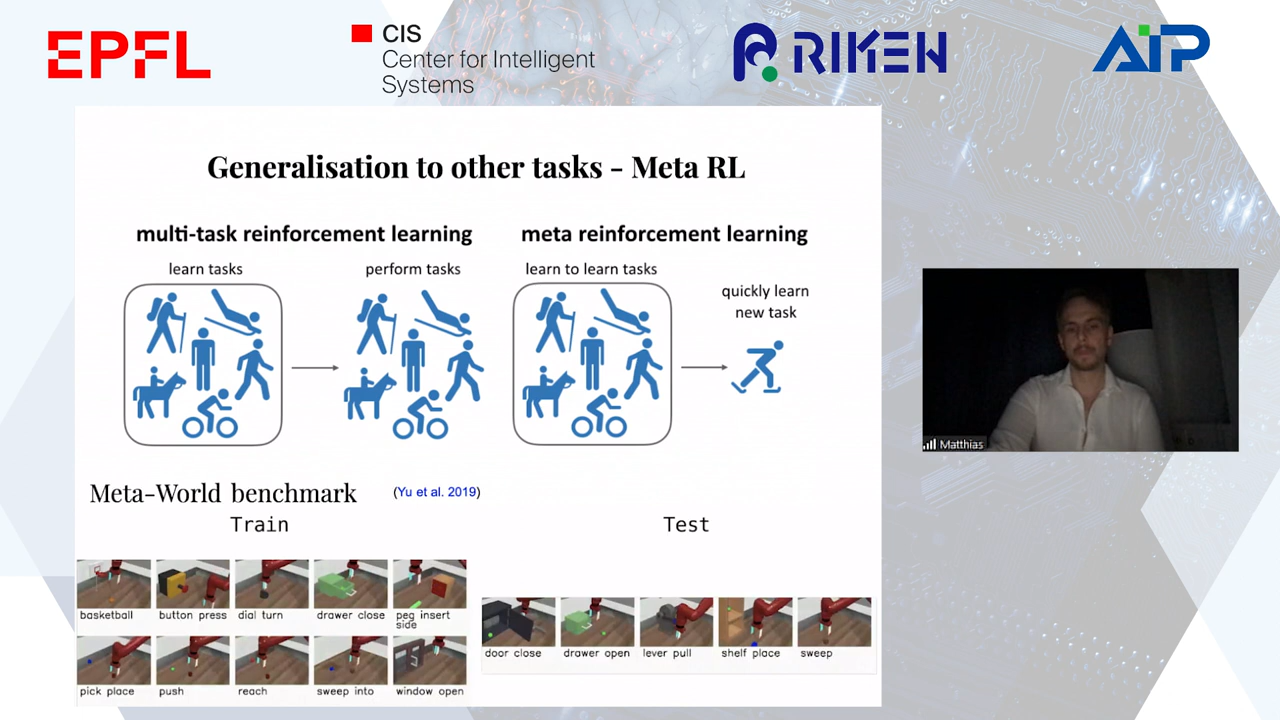 EPFL
CIS
Center for Intelligent
Systems
RIKEN
AIP
Generalisation to other tasks - Meta RL
multi-task reinforcement learning
meta reinforcement learning
learn tasks
perform tasks
learn to learn tasks
quickly learn
new task
Meta-World benchmark
(Yu et al. 2019)
Train
Test
basketball
button press
dial turn
drawer close
peg insert
side
pick place
push
reach
sweep into
window open
door close
drawer open
lever pull
shelf place
sweep
Matthias